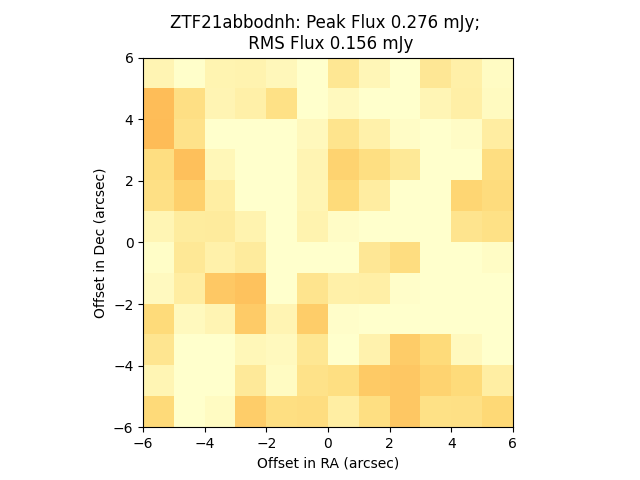 ZTF21abbodnh: Peak Flux 0.276 mJy;
RMS Flux 0.156 mJy
6
4
2
0
−2
−4
−6
Offset in Dec (arcsec)
−6 −4 −2 0 2 4 6
Offset in RA (arcsec)